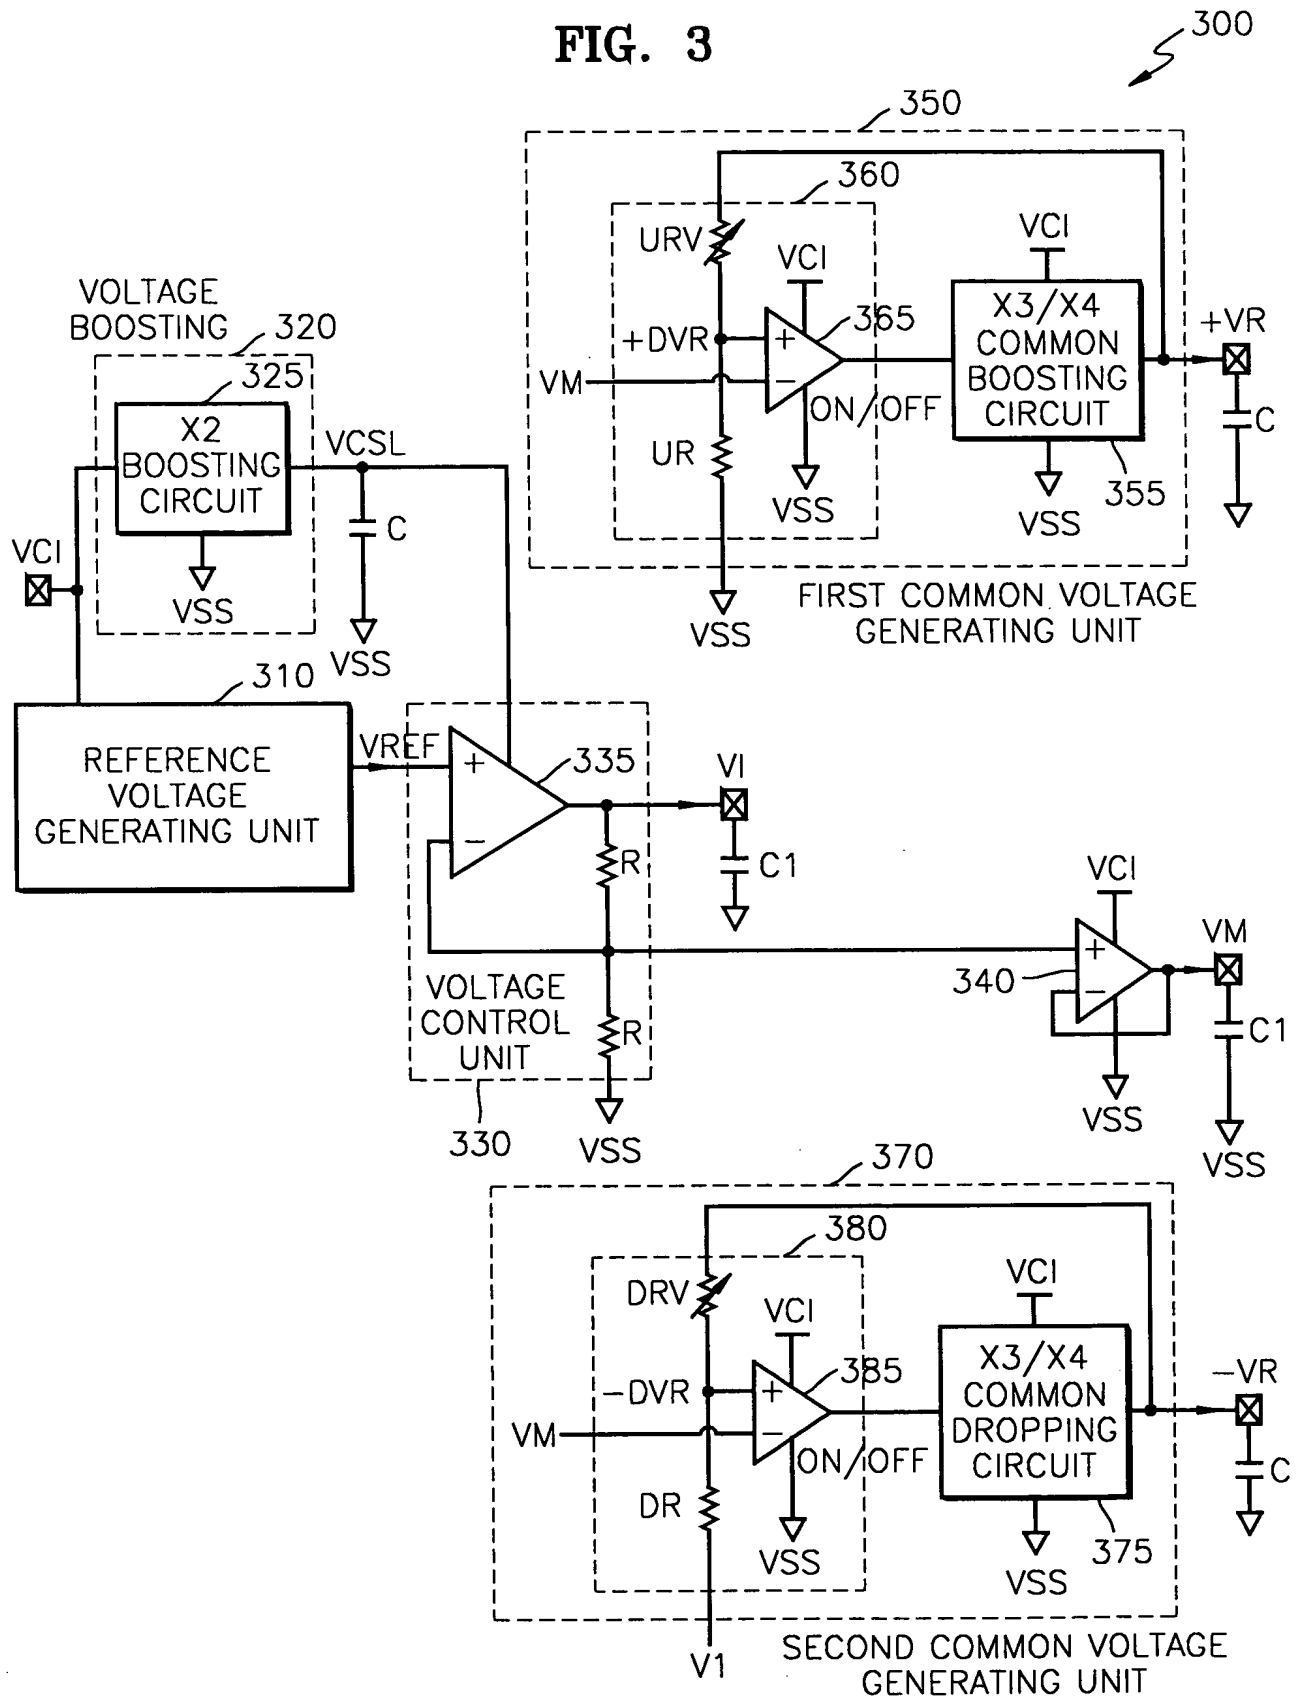 FIG. 3
300
350
360
URV
VCI
VCI
X3/X4
COMMON
BOOSTING
CIRCUIT
365
+DVR
+
−
VM
ON/OFF
UR
VSS
355
VSS
+VR
C
VSS
FIRST COMMON VOLTAGE
GENERATING UNIT
VOLTAGE
BOOSTING
320
325
X2
BOOSTING
CIRCUIT
VCSL
C
VCI
VSS
VSS
310
REFERENCE
VOLTAGE
GENERATING UNIT
VREF
+
−
335
VI
R
C1
VCI
+
−
340
VM
C1
VOLTAGE
CONTROL
UNIT
R
330
VSS
VSS
VSS
370
380
DRV
VCI
VCI
X3/X4
COMMON
DROPPING
CIRCUIT
385
−DVR
+
−
VM
ON/OFF
DR
VSS
375
VSS
−VR
C
V1
SECOND COMMON VOLTAGE
GENERATING UNIT